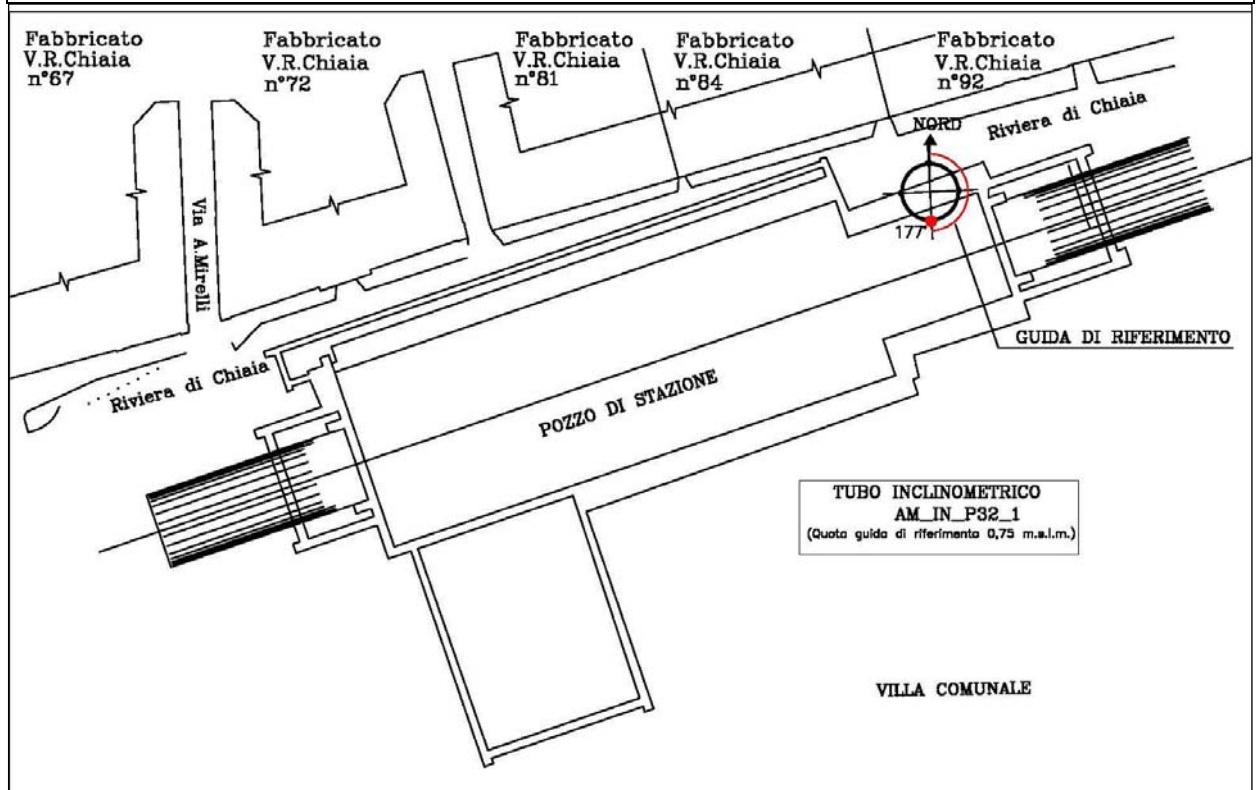 Fabbricato
V.R.Chiaia
n°67
Fabbricato
V.R.Chiaia
n°72
Fabbricato
V.R.Chiaia
n°81
Fabbricato
V.R.Chiaia
n°84
Fabbricato
V.R.Chiaia
n°92
NORD
Riviera di Chiaia
Via A.Mirelli
177°
GUIDA DI RIFERIMENTO
Riviera di Chiaia
POZZO DI STAZIONE
TUBO INCLINOMETRICO
AM_IN_P32_1
(Quota guida di riferimento 0,75 m.s.l.m.)
VILLA COMUNALE